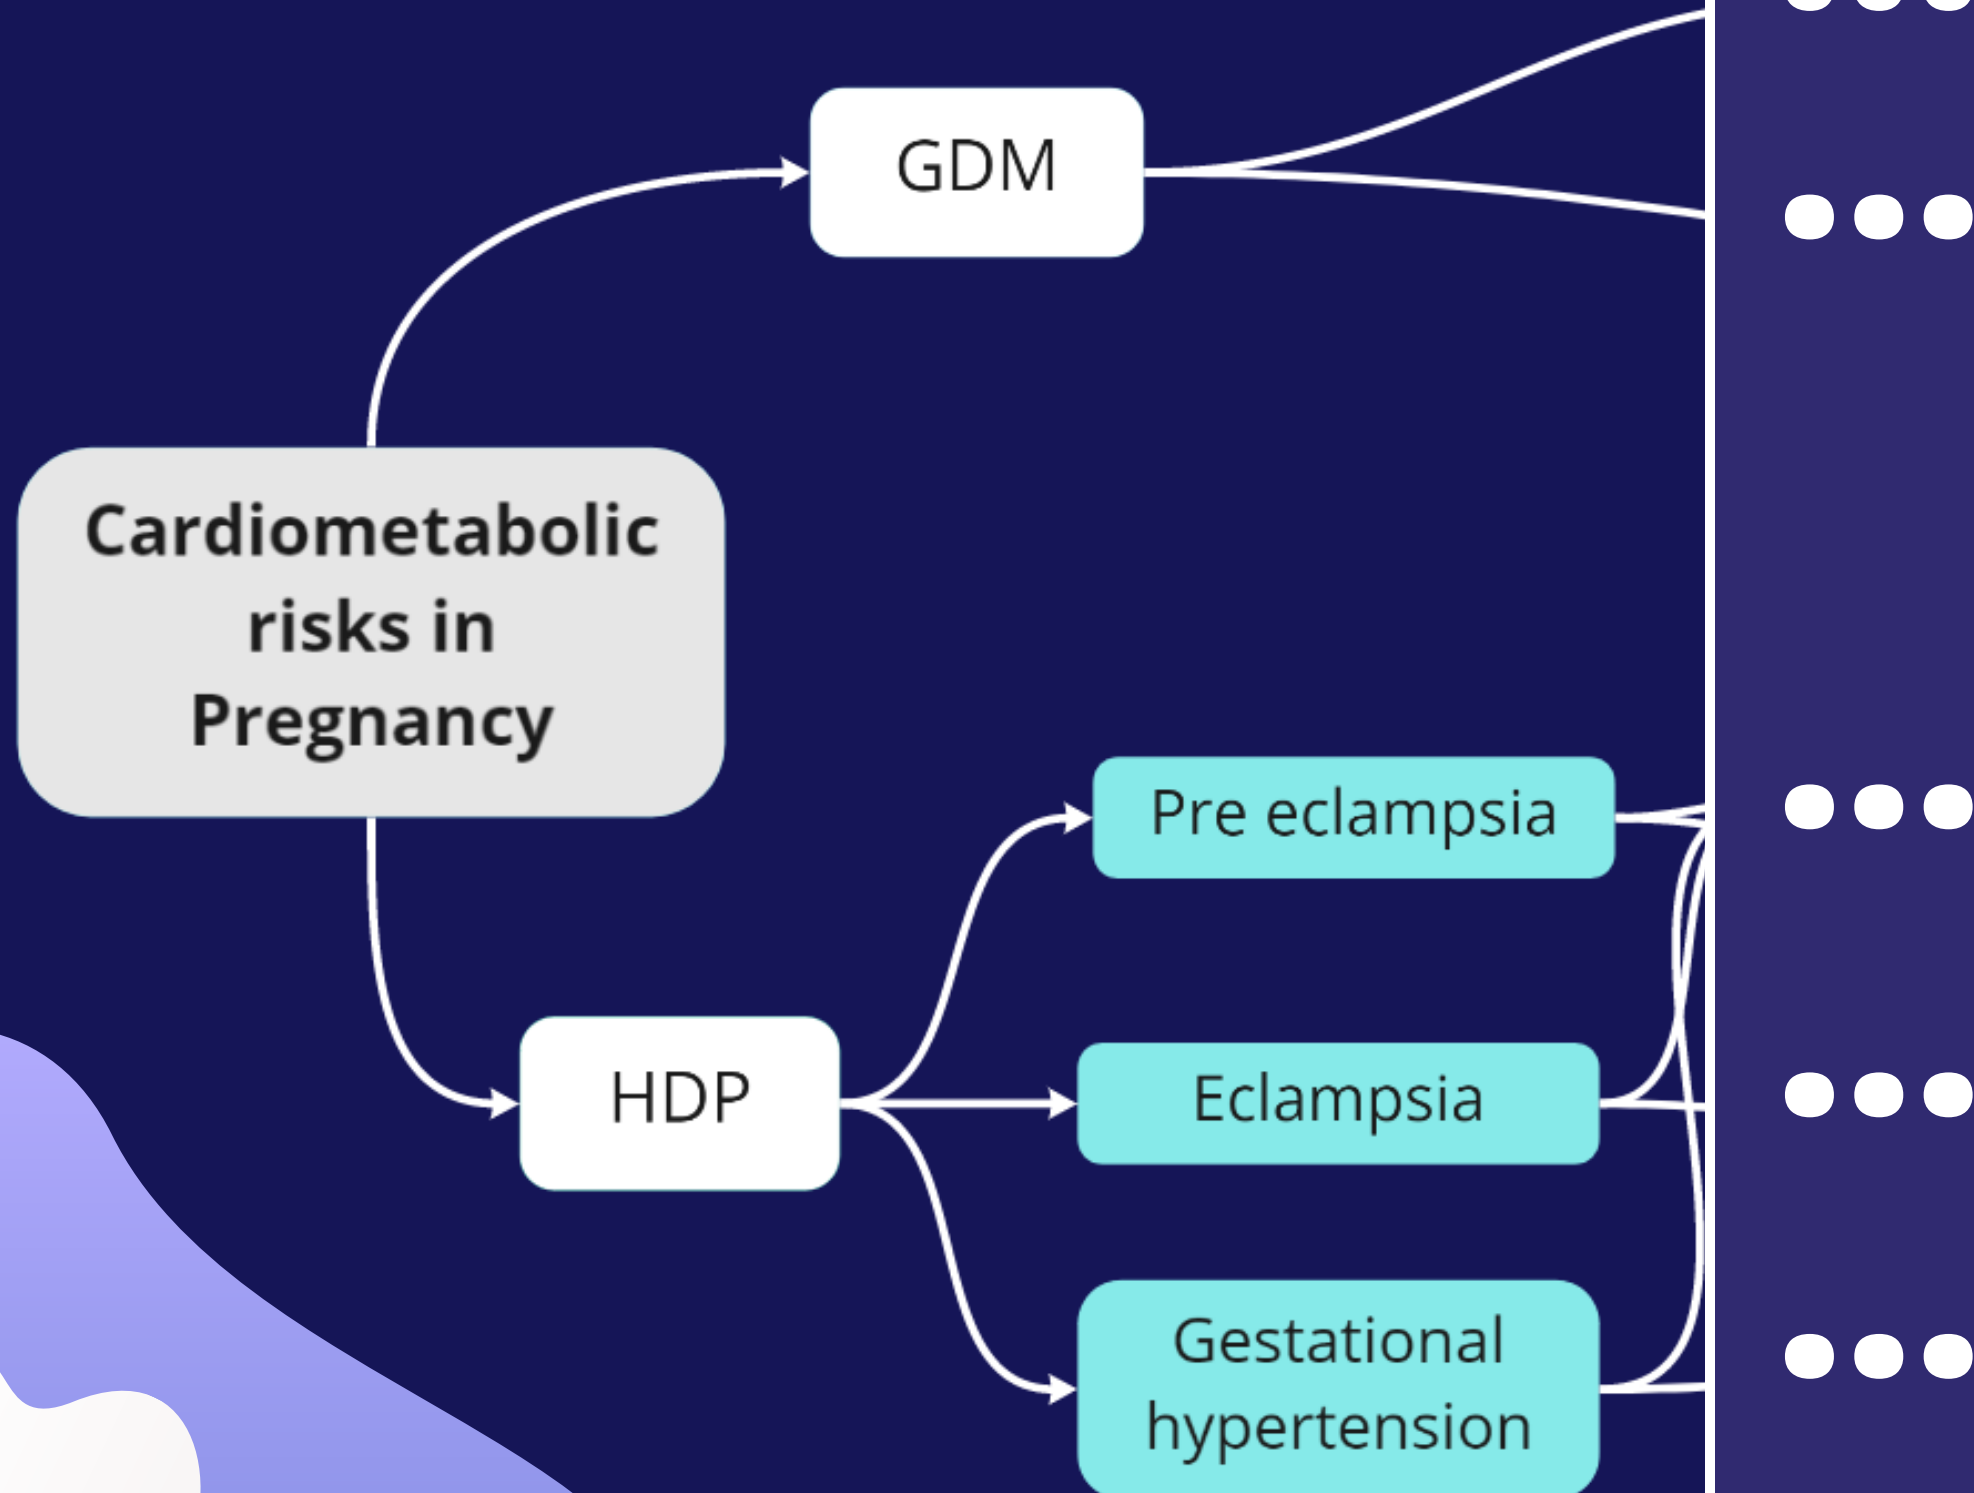 GDM
Cardiometabolic
risks in
Pregnancy
Pre eclampsia
HDP
Eclampsia
Gestational
hypertension